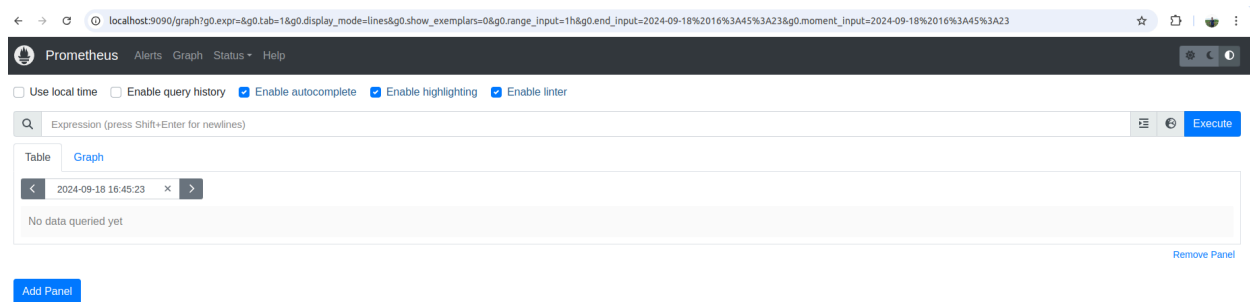 localhost:9090/graph?g0.expr=&g0.tab=1&g0.display_mode=lines&g0.show_exemplars=0&g0.range_input=1h&g0.end_input=2024-09-18%2016%3A45%3A23&g0.moment_input=2024-09-18%2016%3A45%3A23
Prometheus Alerts Graph Status Help
Use local time Enable query history Enable autocomplete Enable highlighting Enable linter
Expression (press Shift+Enter for newlines) Execute
Table Graph
2024-09-18 16:45:23
No data queried yet
Remove Panel
Add Panel